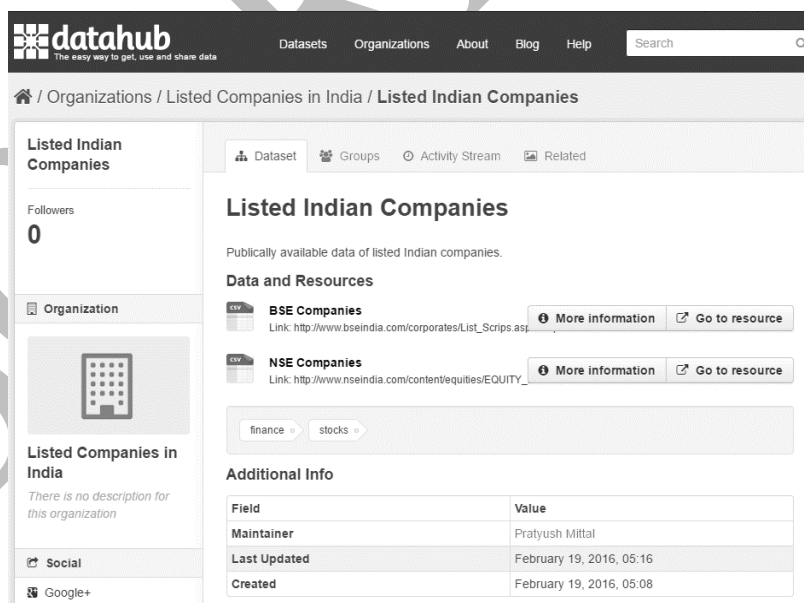 datahub
The easy way to get, use and share data
Datasets Organizations About Blog Help Search
/ Organizations / Listed Companies in India / Listed Indian Companies
Listed Indian
Companies
Followers
0
Organization
Listed Companies in
India
There is no description for
this organization
Social
Google+
Dataset Groups Activity Stream Related
Listed Indian Companies
Publically available data of listed Indian companies.
Data and Resources
CSV BSE Companies
Link: http://www.bseindia.com/corporates/List_Scrips.asp
More information Go to resource
CSV NSE Companies
Link: http://www.nseindia.com/content/equities/EQUITY_
More information Go to resource
finance stocks
Additional Info
Field Value
Maintainer Pratyush Mittal
Last Updated February 19, 2016, 05:16
Created February 19, 2016, 05:08